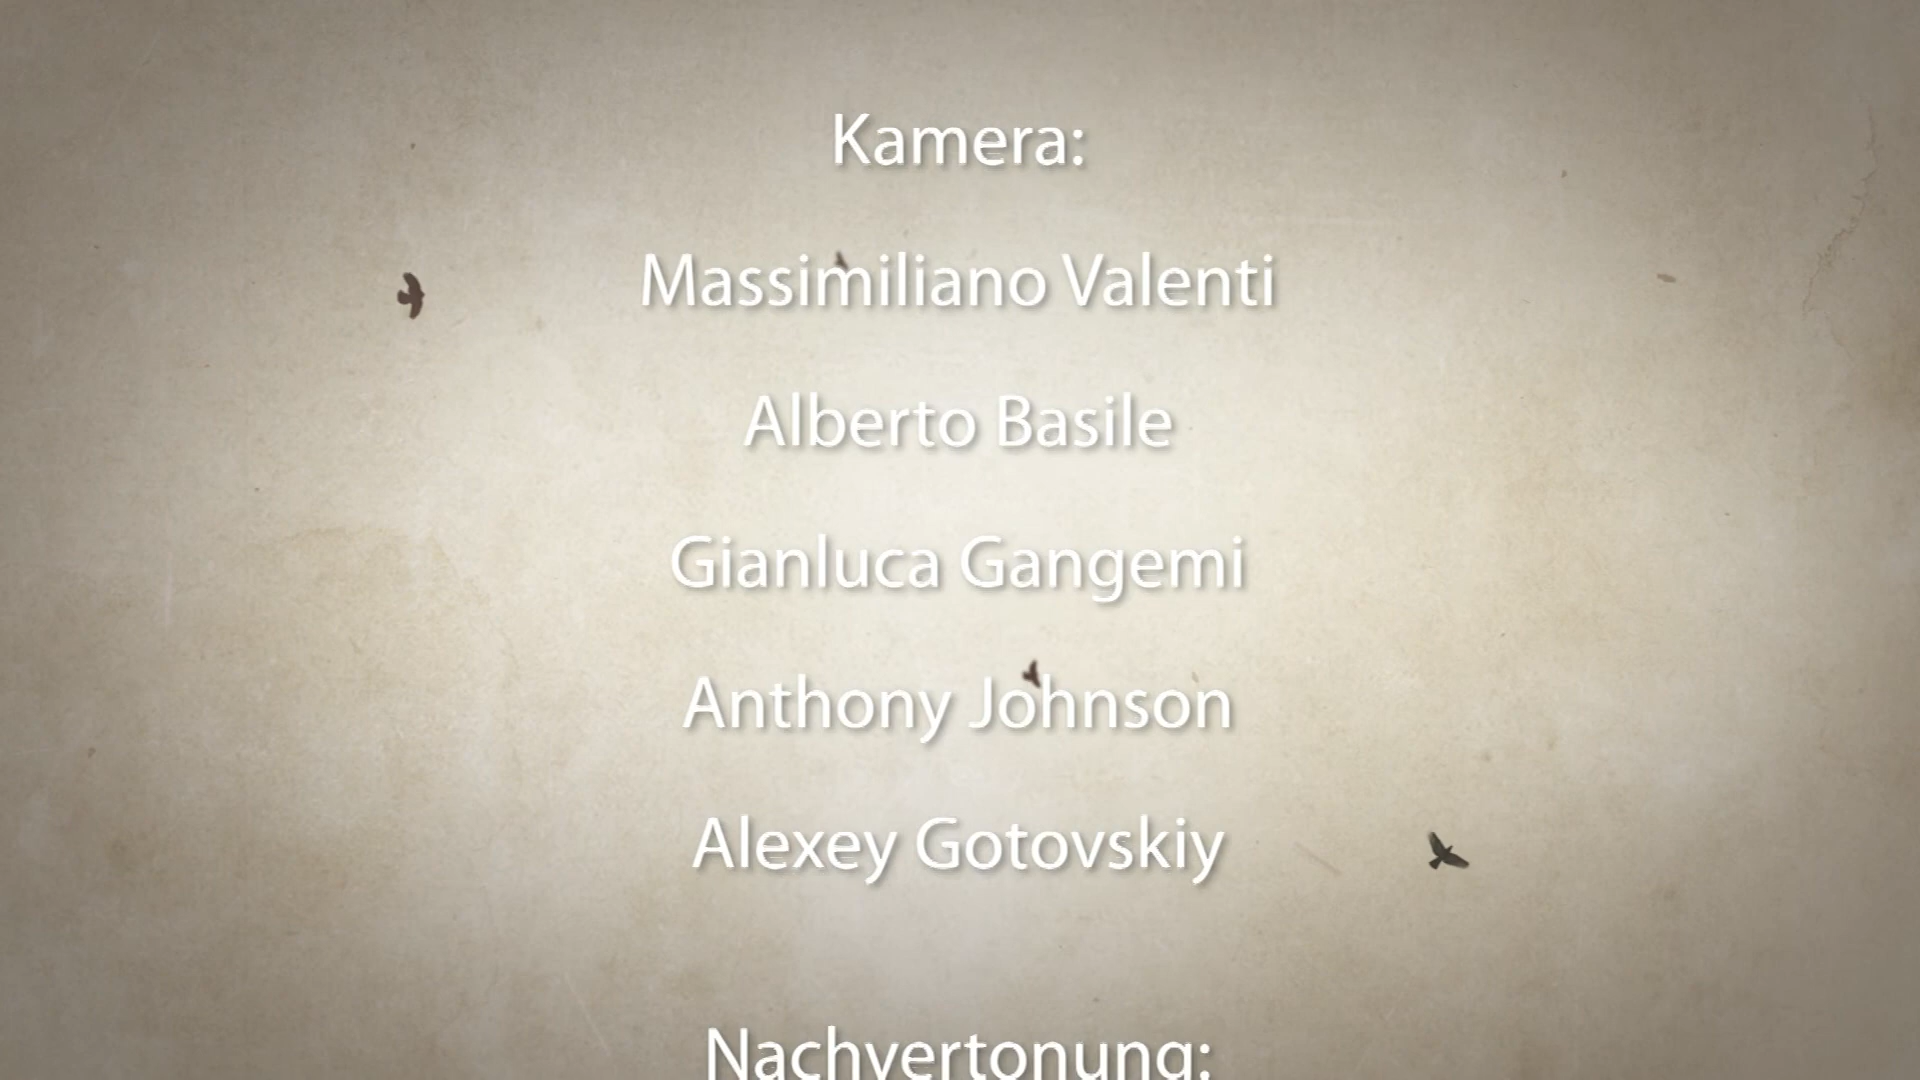 Kamera:
Massimiliano Valenti
Alberto Basile
Gianluca Gangemi
Anthony Johnson
Alexey Gotovskiy
Nachvertonung: